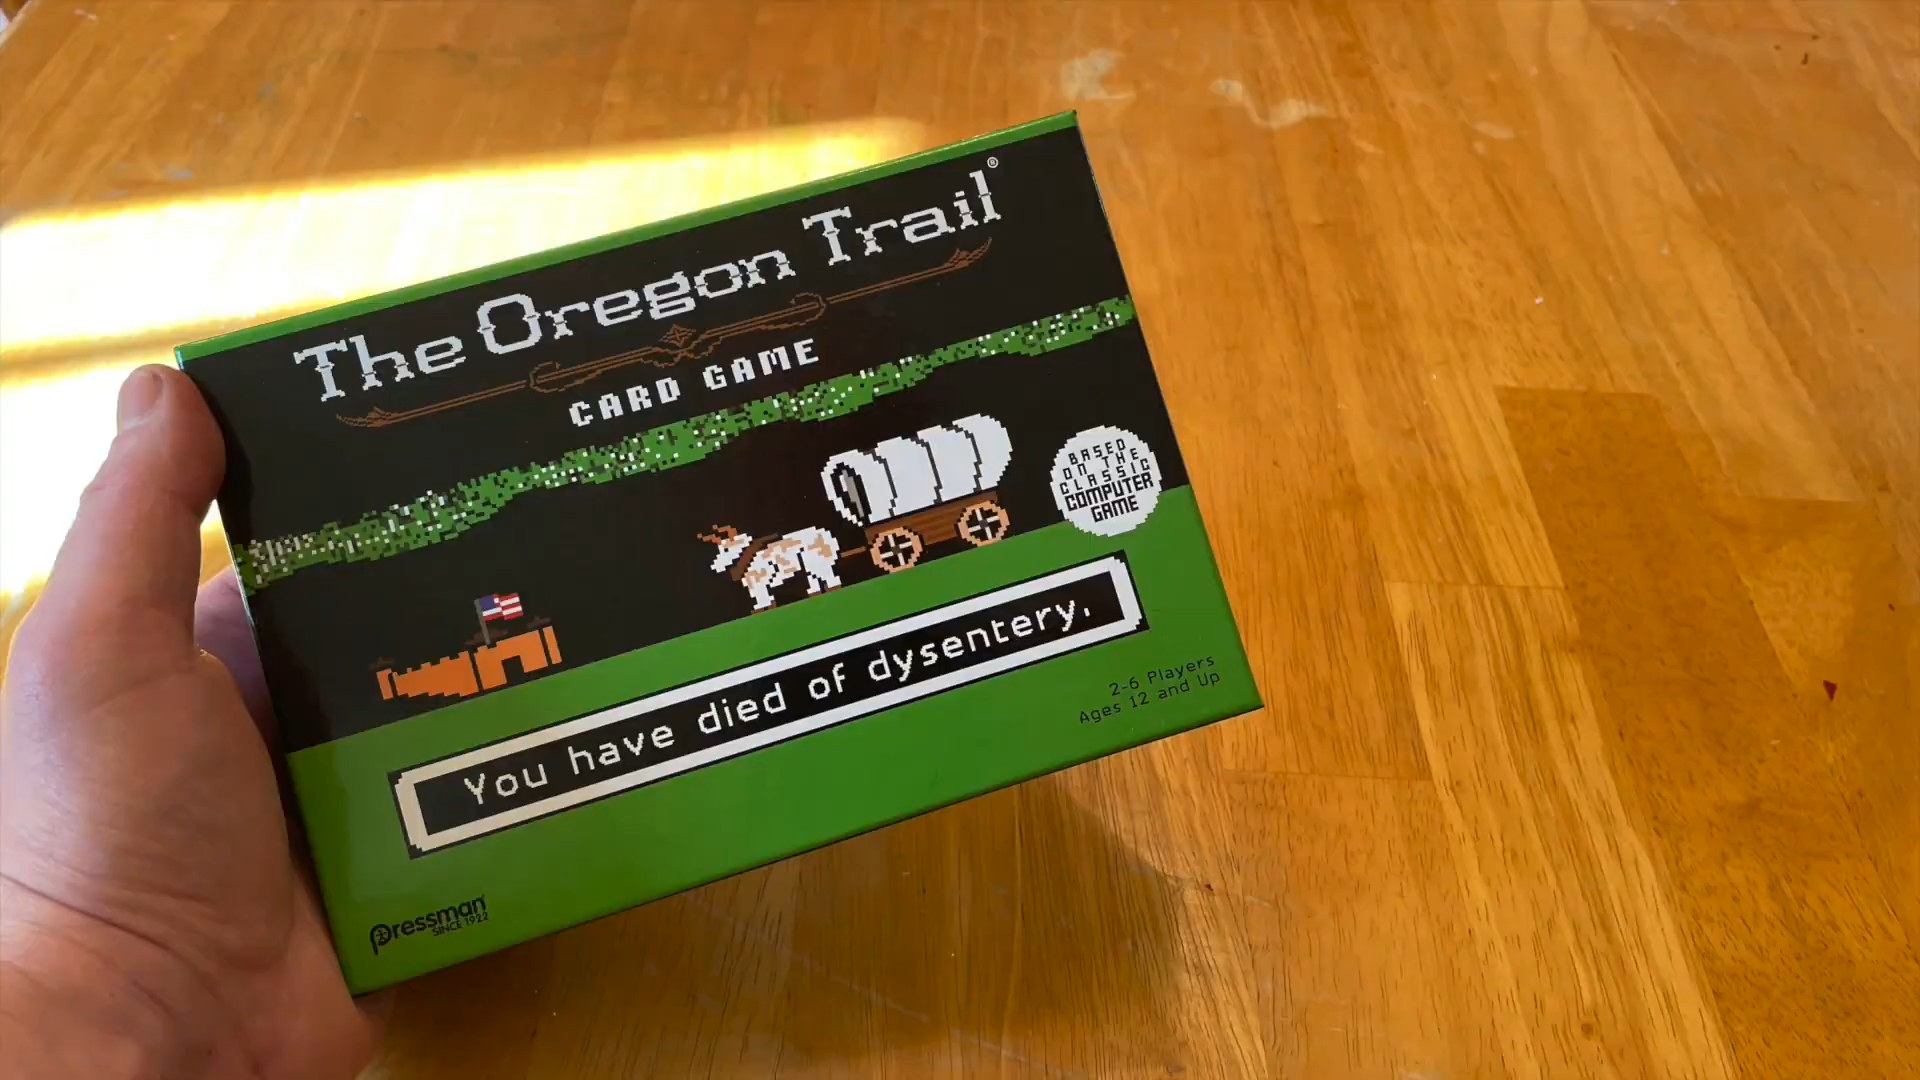 The Oregon Trail®
CARD GAME
BASED
ON THE
CLASSIC
COMPUTER
GAME
You have died of dysentery.
2-6 Players
Ages 12 and Up
Pressman
SINCE 1922